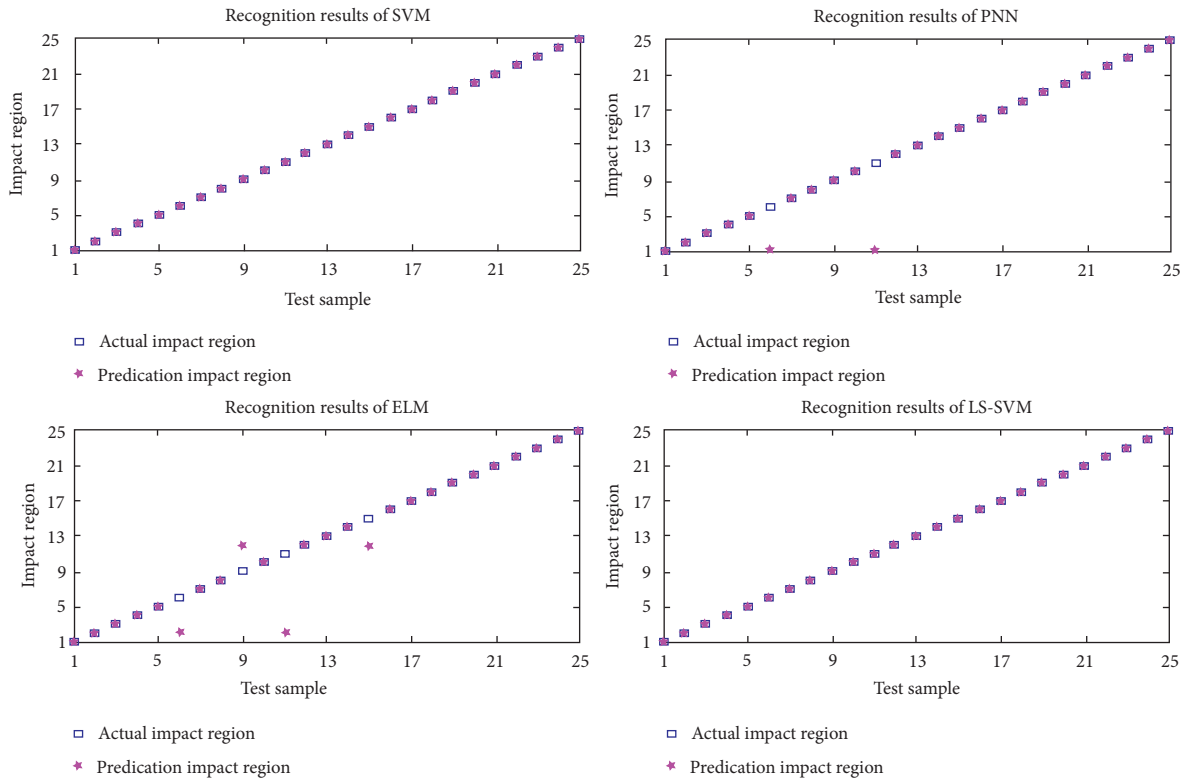 Recognition results of SVM
25
21
17
13
9
5
1
Impact region
1 5 9 13 17 21 25
Test sample
Actual impact region
Predication impact region
Recognition results of PNN
25
21
17
13
9
5
1
Impact region
1 5 9 13 17 21 25
Test sample
Actual impact region
Predication impact region
Recognition results of ELM
25
21
17
13
9
5
1
Impact region
1 5 9 13 17 21 25
Test sample
Actual impact region
Predication impact region
Recognition results of LS-SVM
25
21
17
13
9
5
1
Impact region
1 5 9 13 17 21 25
Test sample
Actual impact region
Predication impact region